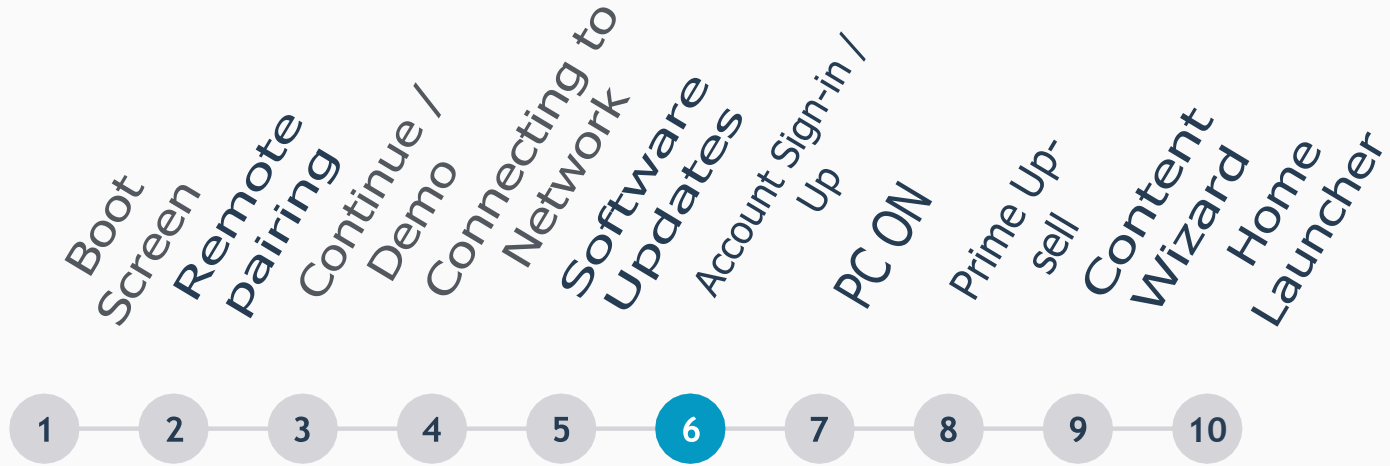 Boot
Screen
Remote
pairing
Continue /
Demo
Connecting to
Network
Software
Updates
Account Sign-in /
Up
PC ON
Prime Up-
sell
Content
Wizard
Home
Launcher
1
2
3
4
5
6
7
8
9
10